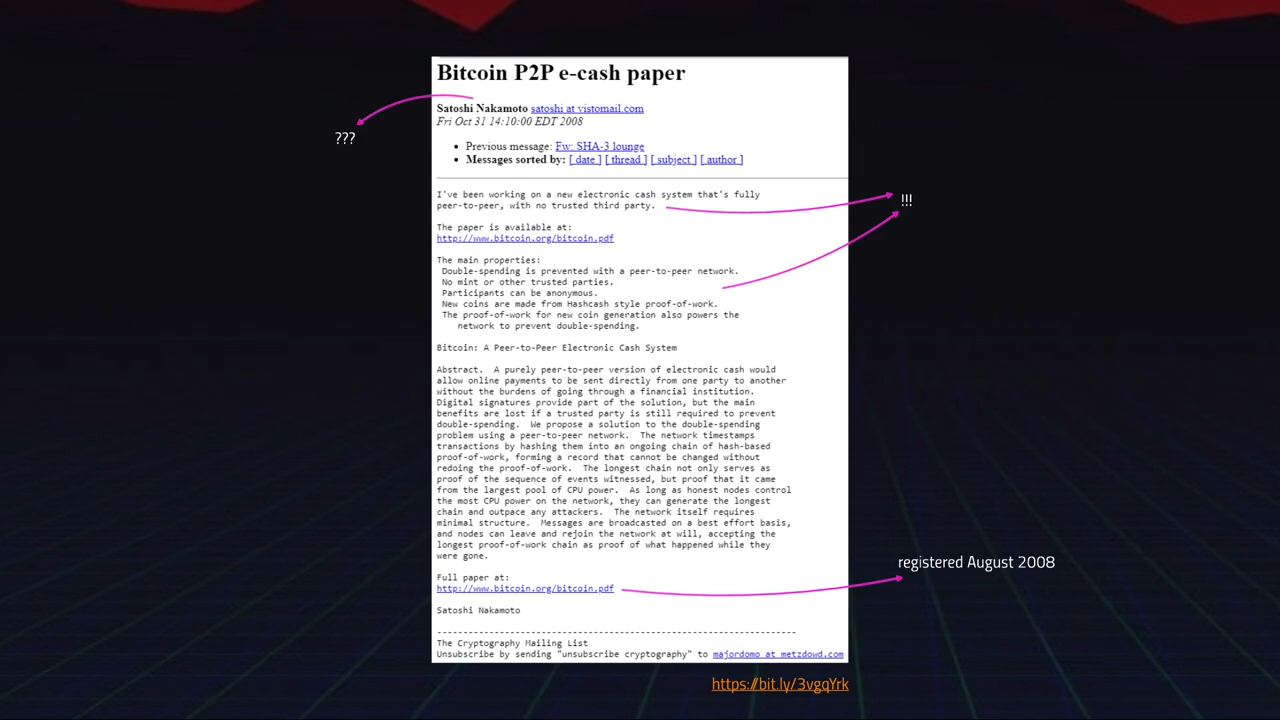 Bitcoin P2P e-cash paper
Satoshi Nakamoto satoshi at vistomail.com
Fri Oct 31 14:10:00 EDT 2008
???
• Previous message: Fw: SHA-3 lounge
• Messages sorted by: [ date ] [ thread ] [ subject ] [ author ]
I've been working on a new electronic cash system that's fully
peer-to-peer, with no trusted third party.
!!!
The paper is available at:
http://www.bitcoin.org/bitcoin.pdf
The main properties:
Double-spending is prevented with a peer-to-peer network.
No mint or other trusted parties.
Participants can be anonymous.
New coins are made from Hashcash style proof-of-work.
The proof-of-work for new coin generation also powers the
network to prevent double-spending.
Bitcoin: A Peer-to-Peer Electronic Cash System
Abstract.  A purely peer-to-peer version of electronic cash would
allow online payments to be sent directly from one party to another
without the burdens of going through a financial institution.
Digital signatures provide part of the solution, but the main
benefits are lost if a trusted party is still required to prevent
double-spending.  We propose a solution to the double-spending
problem using a peer-to-peer network.  The network timestamps
transactions by hashing them into an ongoing chain of hash-based
proof-of-work, forming a record that cannot be changed without
redoing the proof-of-work.  The longest chain not only serves as
proof of the sequence of events witnessed, but proof that it came
from the largest pool of CPU power.  As long as honest nodes control
the most CPU power on the network, they can generate the longest
chain and outpace any attackers.  The network itself requires
minimal structure.  Messages are broadcasted on a best effort basis,
and nodes can leave and rejoin the network at will, accepting the
longest proof-of-work chain as proof of what happened while they
were gone.
registered August 2008
Full paper at:
http://www.bitcoin.org/bitcoin.pdf
Satoshi Nakamoto
---------------------------------------------------------------------
The Cryptography Mailing List
Unsubscribe by sending "unsubscribe cryptography" to majordomo at metzdowd.com
https://bit.ly/3vgqYrk